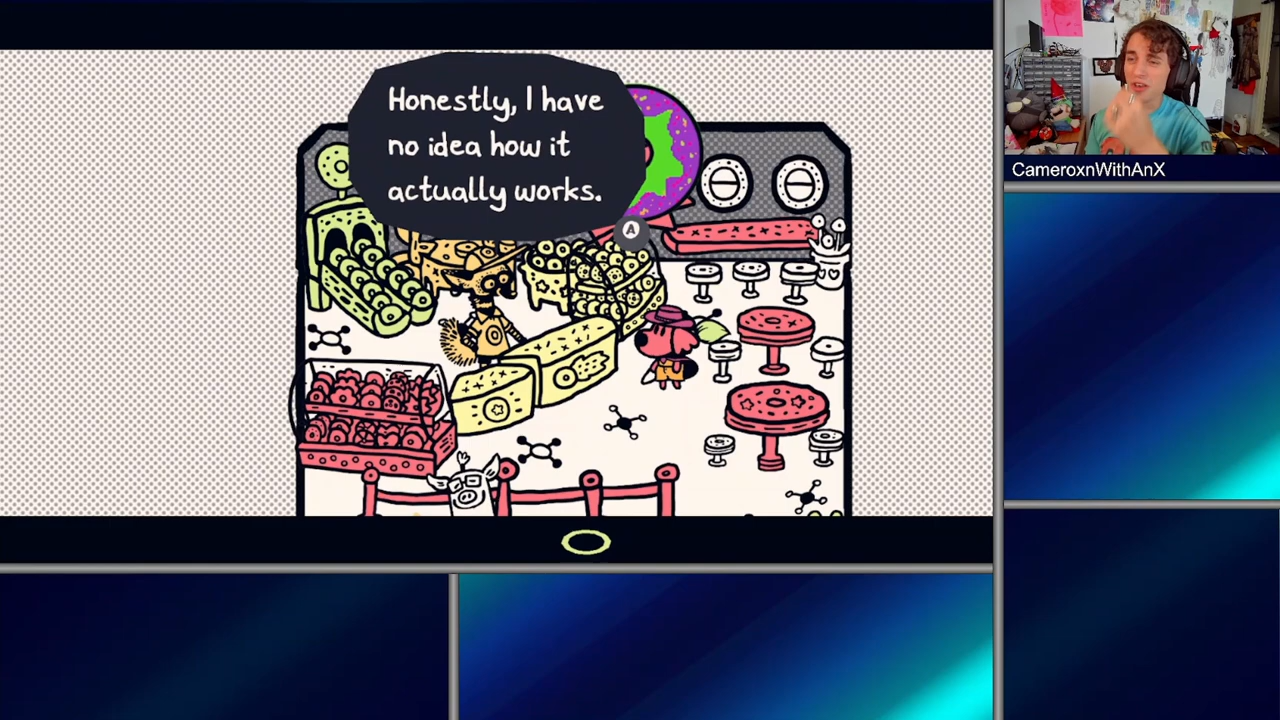 Honestly, I have
no idea how it
actually works.
A
CameroxnWithAnX